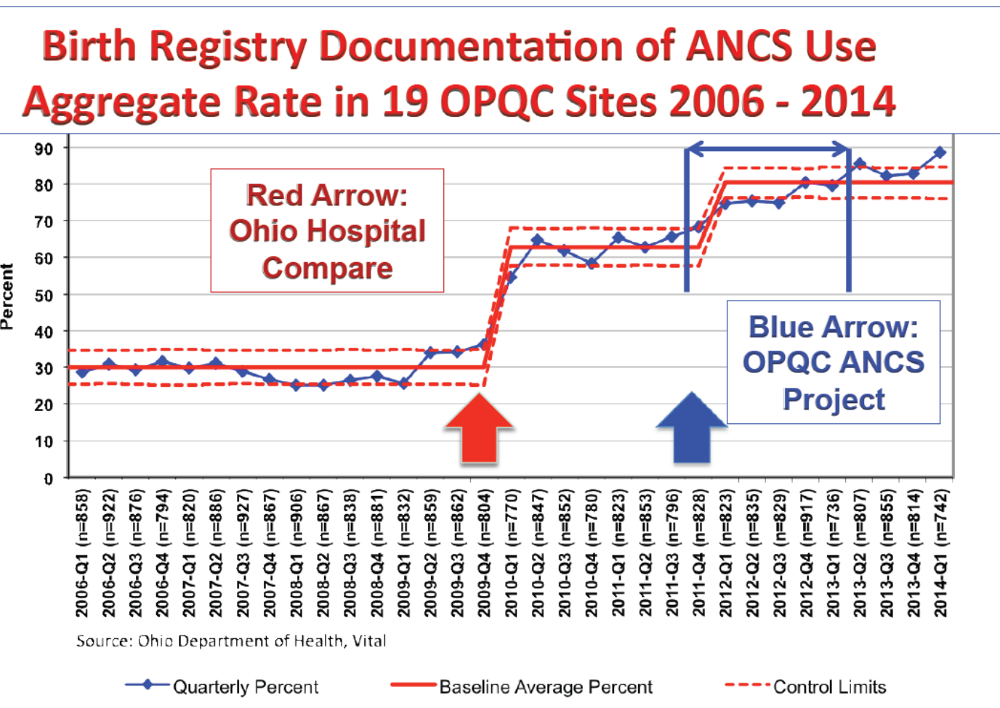 Birth Registry Documentation of ANCS Use
Aggregate Rate in 19 OPQC Sites 2006 - 2014
90
80
70
60
50
40
30
20
10
0
Percent
Red Arrow:
Ohio Hospital
Compare
Blue Arrow:
OPQC ANCS
Project
2006-Q1 (n=858)
2006-Q2 (n=922)
2006-Q3 (n=876)
2006-Q4 (n=794)
2007-Q1 (n=820)
2007-Q2 (n=886)
2007-Q3 (n=927)
2007-Q4 (n=867)
2008-Q1 (n=906)
2008-Q2 (n=867)
2008-Q3 (n=838)
2008-Q4 (n=881)
2009-Q1 (n=832)
2009-Q2 (n=859)
2009-Q3 (n=862)
2009-Q4 (n=804)
2010-Q1 (n=770)
2010-Q2 (n=847)
2010-Q3 (n=852)
2010-Q4 (n=780)
2011-Q1 (n=823)
2011-Q2 (n=853)
2011-Q3 (n=796)
2011-Q4 (n=828)
2012-Q1 (n=823)
2012-Q2 (n=835)
2012-Q3 (n=829)
2012-Q4 (n=917)
2013-Q1 (n=736)
2013-Q2 (n=807)
2013-Q3 (n=855)
2013-Q4 (n=814)
2014-Q1 (n=742)
Source: Ohio Department of Health, Vital
Quarterly Percent
Baseline Average Percent
Control Limits